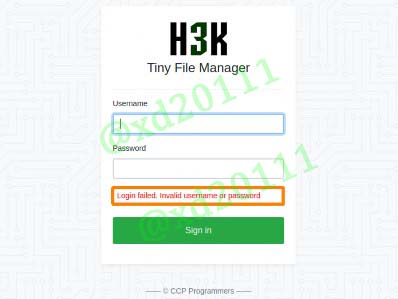 H3K
Tiny File Manager
Username
Password
Login failed. Invalid username or password
Sign in
—— © CCP Programmers ——
@xd20111
@xd20111